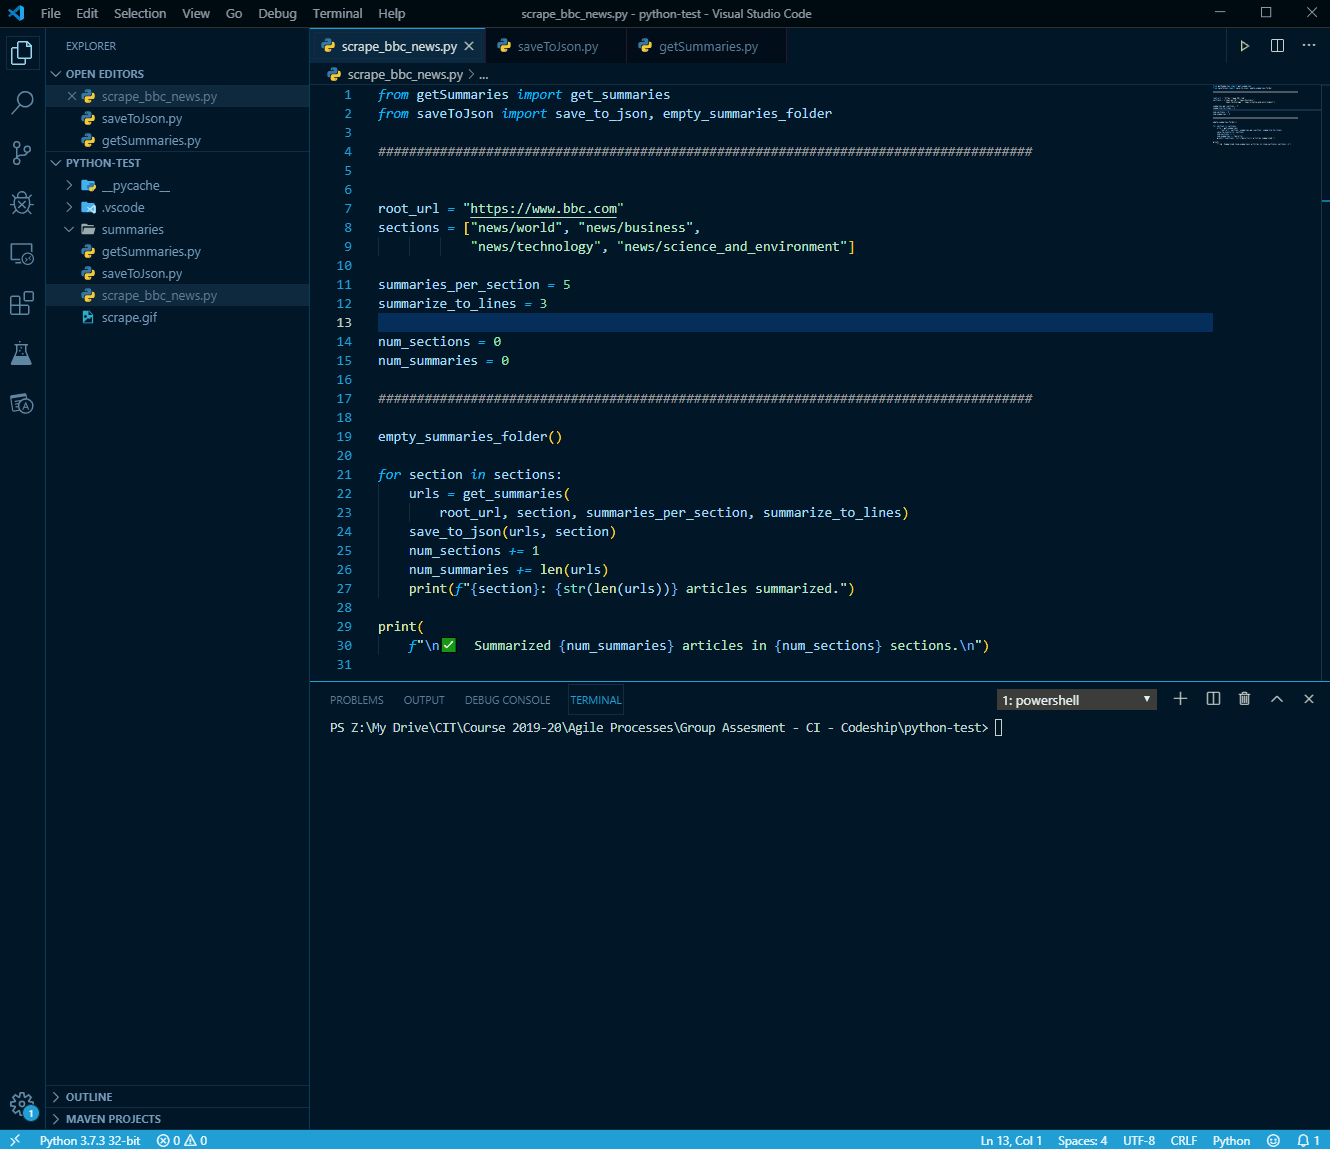 File Edit Selection View Go Debug Terminal Help scrape_bbc_news.py - python-test - Visual Studio Code
EXPLORER
OPEN EDITORS
scrape_bbc_news.py
saveToJson.py
getSummaries.py
PYTHON-TEST
__pycache__
.vscode
summaries
getSummaries.py
saveToJson.py
scrape_bbc_news.py
scrape.gif
OUTLINE
MAVEN PROJECTS
scrape_bbc_news.py saveToJson.py getSummaries.py
scrape_bbc_news.py > ...
1 from getSummaries import get_summaries
2 from saveToJson import save_to_json, empty_summaries_folder
3
4 #####################################################################################
5
6
7 root_url = "https://www.bbc.com"
8 sections = ["news/world", "news/business",
9 "news/technology", "news/science_and_environment"]
10
11 summaries_per_section = 5
12 summarize_to_lines = 3
13
14 num_sections = 0
15 num_summaries = 0
16
17 #####################################################################################
18
19 empty_summaries_folder()
20
21 for section in sections:
22 urls = get_summaries(
23 root_url, section, summaries_per_section, summarize_to_lines)
24 save_to_json(urls, section)
25 num_sections += 1
26 num_summaries += len(urls)
27 print(f"{section}: {str(len(urls))} articles summarized.")
28
29 print(
30 f"\n✅ Summarized {num_summaries} articles in {num_sections} sections.\n")
31
PROBLEMS OUTPUT DEBUG CONSOLE TERMINAL 1: powershell
PS Z:\My Drive\CIT\Course 2019-20\Agile Processes\Group Assesment - CI - Codeship\python-test>
1
Python 3.7.3 32-bit 0 0 Ln 13, Col 1 Spaces: 4 UTF-8 CRLF Python 1